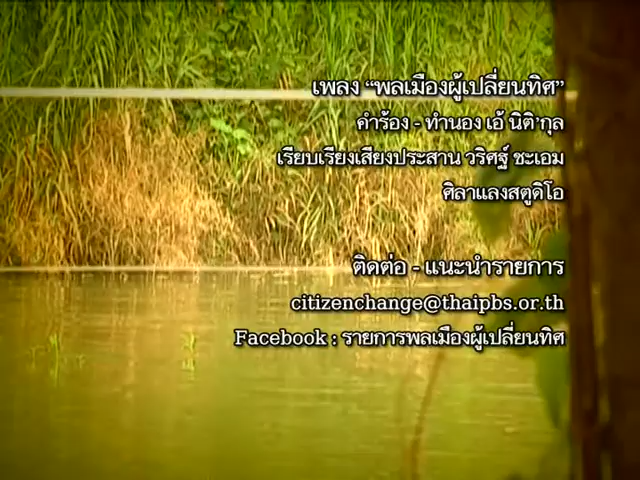 เพลง “พลเมืองผู้เปลี่ยนทิศ”
คำร้อง - ทำนอง เอ้ นิติ’กุล
เรียบเรียงเสียงประสาน วริศฐ์ ชะเอม
ศิลาแลงสตูดิโอ
ติดต่อ - แนะนำรายการ
citizenchange@thaipbs.or.th
Facebook : รายการพลเมืองผู้เปลี่ยนทิศ